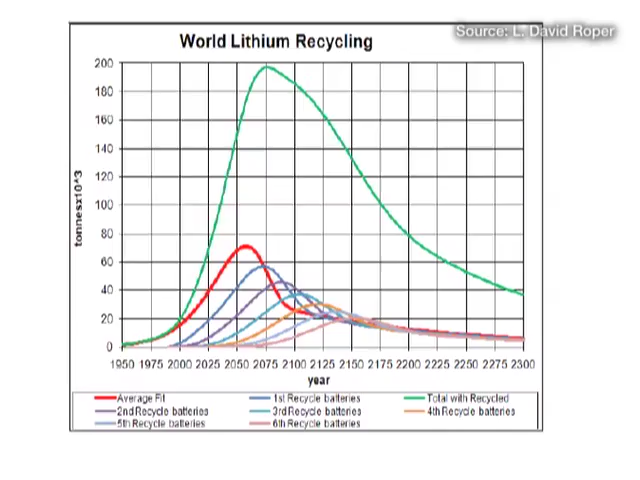 Source: L. David Roper
World Lithium Recycling
200
180
160
140
120
100
80
60
40
20
0
tonnesx10^3
1950 1975 2000 2025 2050 2075 2100 2125 2150 2175 2200 2225 2250 2275 2300
year
Average Fit 1st Recycle batteries Total with Recycled
2nd Recycle batteries 3rd Recycle batteries 4th Recycle batteries
5th Recycle batteries 6th Recycle batteries